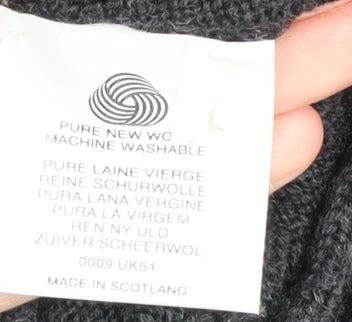 PURE NEW WO
L
MACHINE WASHABLE
PURE LAINE VIERGE
REINE SCHURWOLLE
PURA LANA VERGINE
PURA LA VIRGEM
REN NY ULD
ZUIVER SCHEERWOL
0009 UK64
MADE IN SCOTLAND